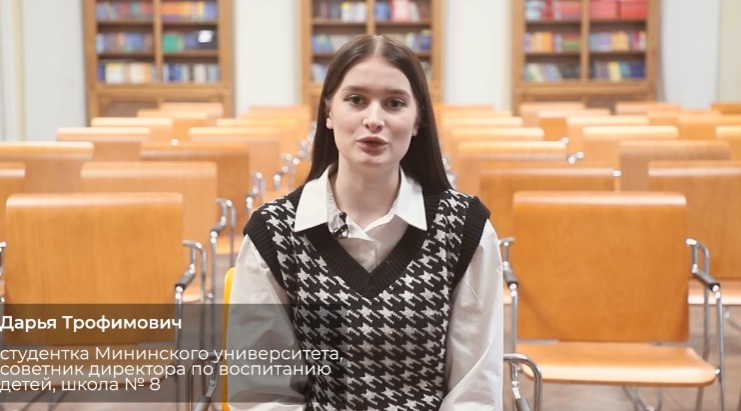 Дарья Трофимович
студентка Мининского университета,
советник директора по воспитанию
детей, школа № 8